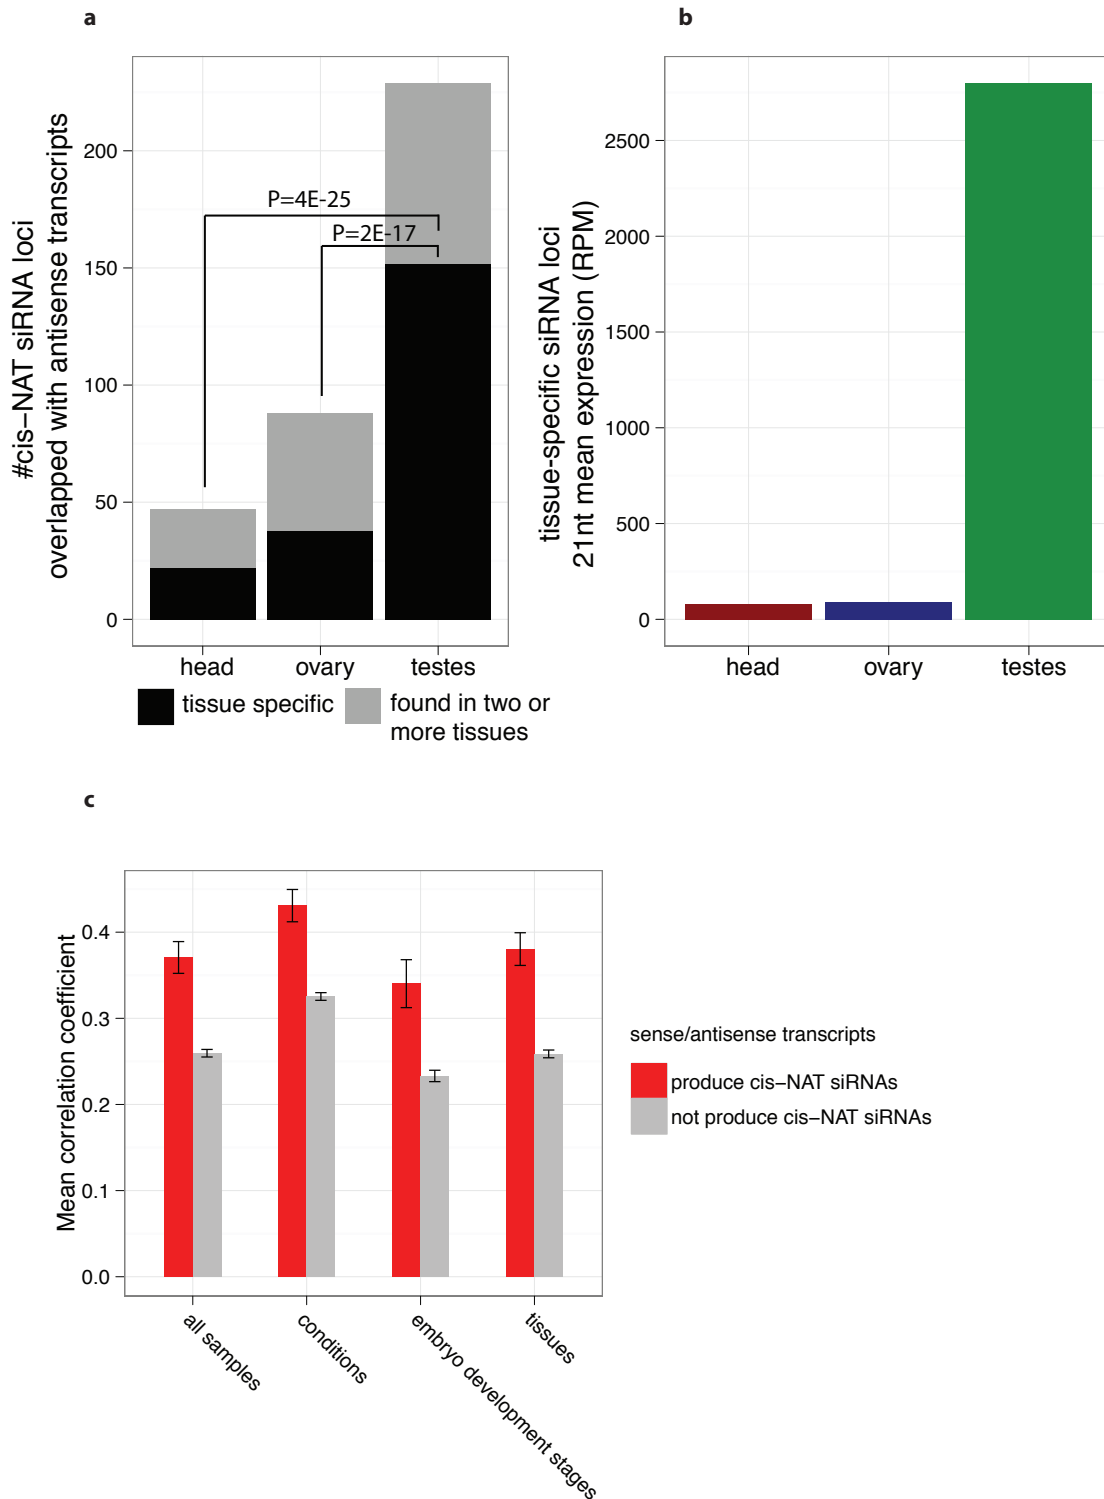 a
#cis−NAT siRNA loci
overlapped with antisense transcripts
200
150
100
50
0
P=4E-25
P=2E-17
head
ovary
testes
tissue specific
found in two or
more tissues
b
tissue-specific siRNA loci
21nt mean expression (RPM)
2500
2000
1500
1000
500
0
head
ovary
testes
c
Mean correlation coefficient
0.4
0.3
0.2
0.1
0.0
all samples
conditions
embryo development stages
tissues
sense/antisense transcripts
produce cis−NAT siRNAs
not produce cis−NAT siRNAs